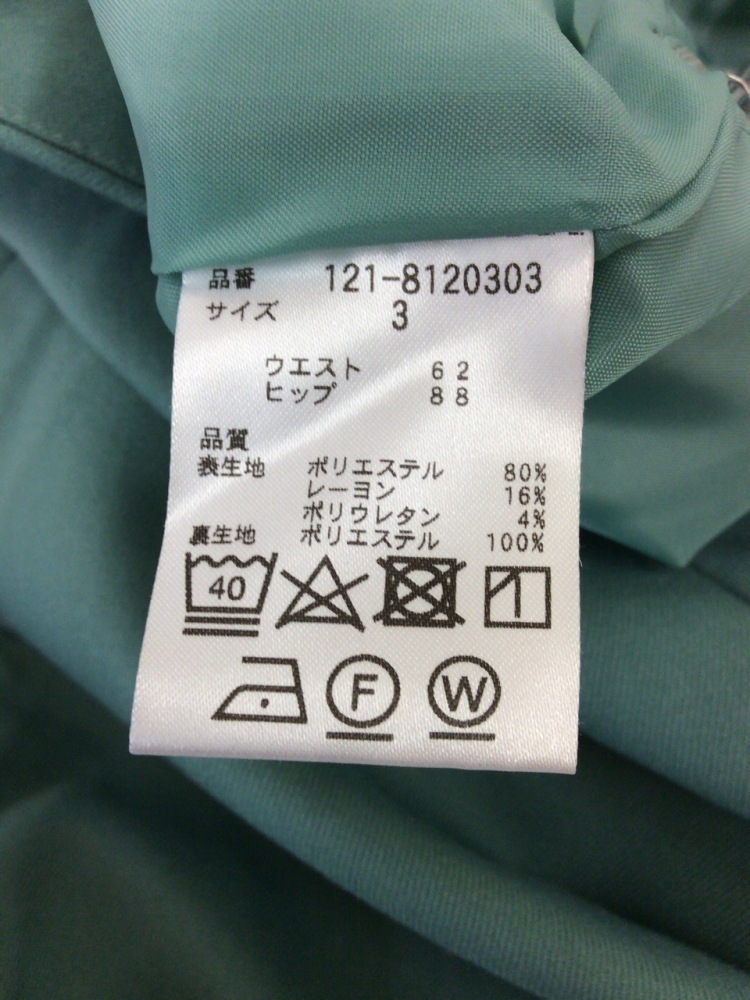 品番 121-8120303
サイズ 3
ウエスト 62
ヒップ 88
品質
表生地 ポリエステル 80%
レーヨン 16%
ポリウレタン 4%
裏生地 ポリエステル 100%
40
F W